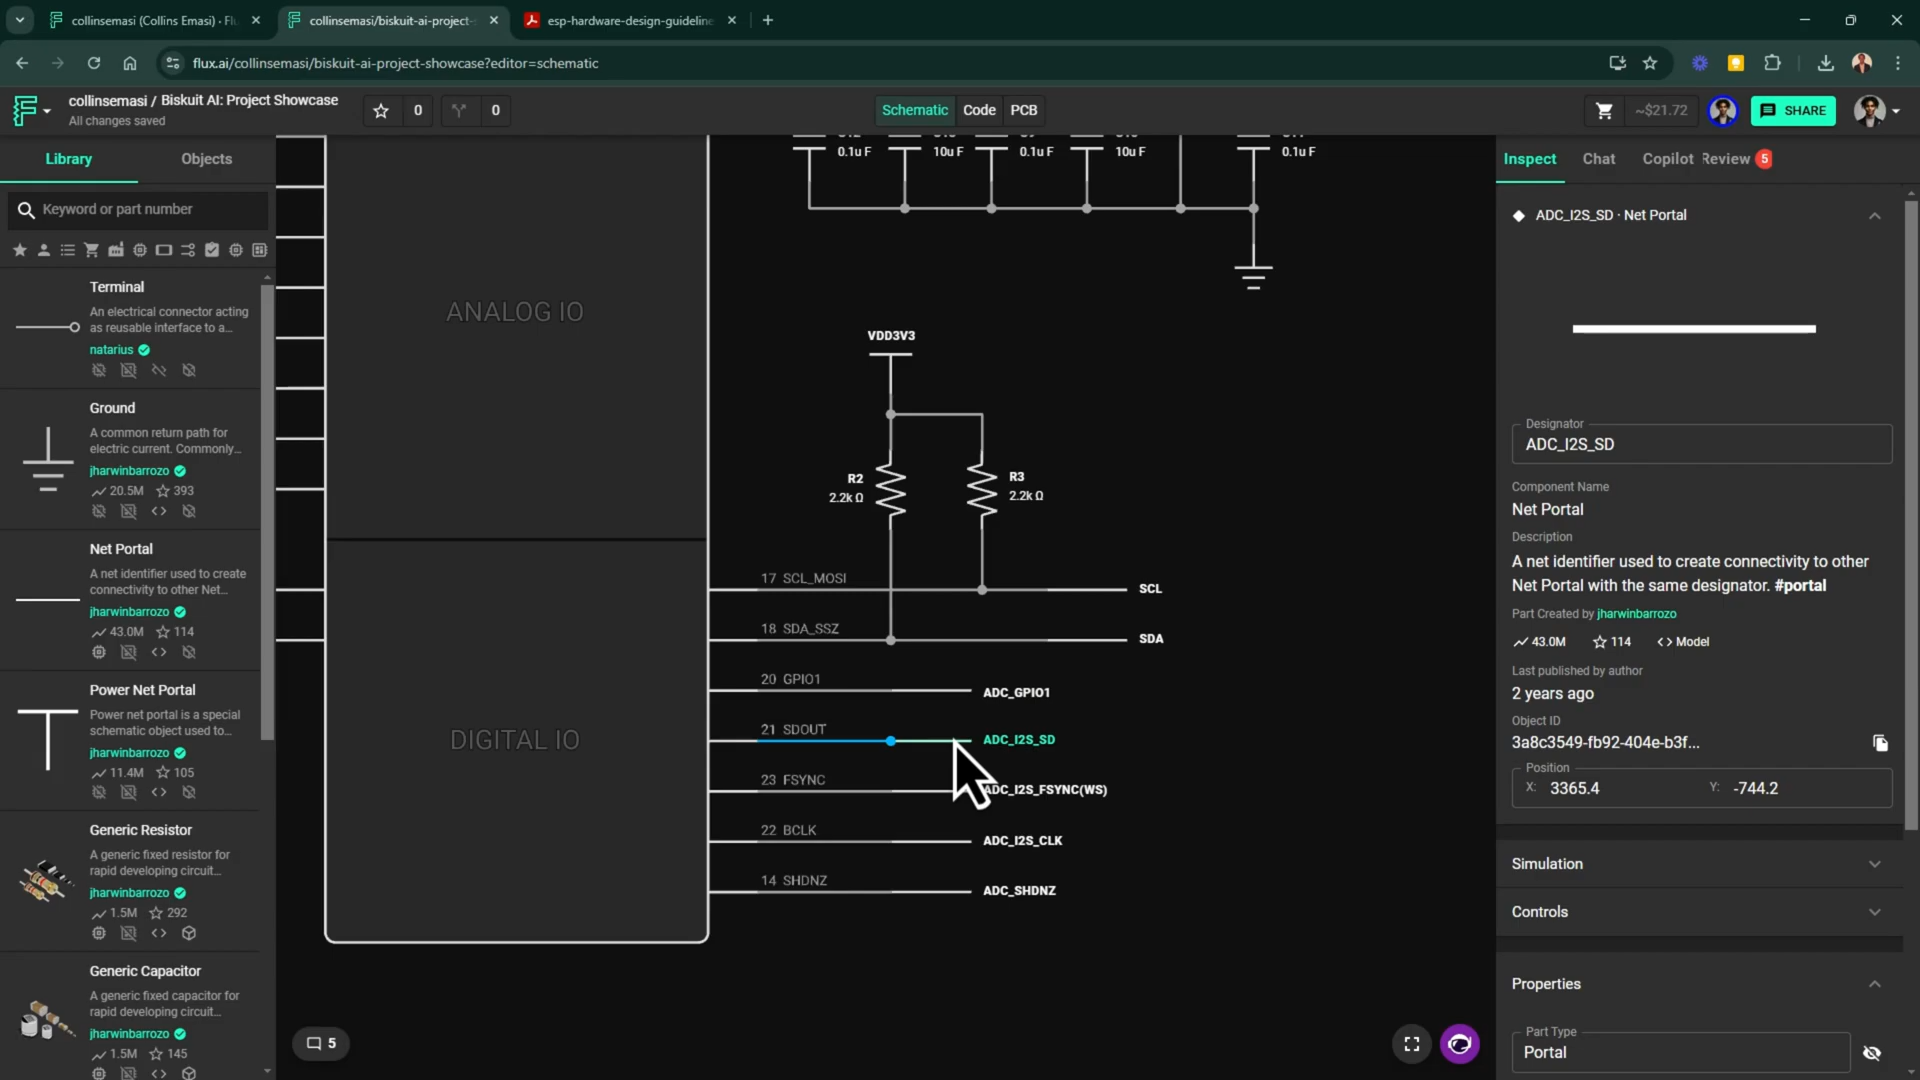 collinsemasi (Collins Emasi) · Flu
collinsemasi/biskuit-ai-project-s
esp-hardware-design-guideline
flux.ai/collinsemasi/biskuit-ai-project-showcase?editor=schematic
collinsemasi / Biskuit AI: Project Showcase
All changes saved
0
0
Schematic
Code
PCB
~$21.72
SHARE
Library
Objects
Keyword or part number
Terminal
An electrical connector acting
as reusable interface to a...
natarius
Ground
A common return path for
electric current. Commonly...
jharwinbarrozo
20.5M
393
Net Portal
A net identifier used to create
connectivity to other Net...
jharwinbarrozo
43.0M
114
Power Net Portal
Power net portal is a special
schematic object used to...
jharwinbarrozo
11.4M
105
Generic Resistor
A generic fixed resistor for
rapid developing circuit...
jharwinbarrozo
1.5M
292
Generic Capacitor
A generic fixed capacitor for
rapid developing circuit...
jharwinbarrozo
1.5M
145
ANALOG IO
DIGITAL IO
0.1u F
10u F
0.1u F
10u F
0.1u F
VDD3V3
R2
2.2k Ω
R3
2.2k Ω
17 SCL_MOSI
SCL
18 SDA_SSZ
SDA
20 GPIO1
ADC_GPIO1
21 SDOUT
ADC_I2S_SD
23 FSYNC
ADC_I2S_FSYNC(WS)
22 BCLK
ADC_I2S_CLK
14 SHDNZ
ADC_SHDNZ
5
Inspect
Chat
Copilot
Review
5
ADC_I2S_SD · Net Portal
Designator
ADC_I2S_SD
Component Name
Net Portal
Description
A net identifier used to create connectivity to other
Net Portal with the same designator. #portal
Part Created by jharwinbarrozo
43.0M
114
<> Model
Last published by author
2 years ago
Object ID
3a8c3549-fb92-404e-b3f...
Position
X: 3365.4
Y: -744.2
Simulation
Controls
Properties
Part Type
Portal